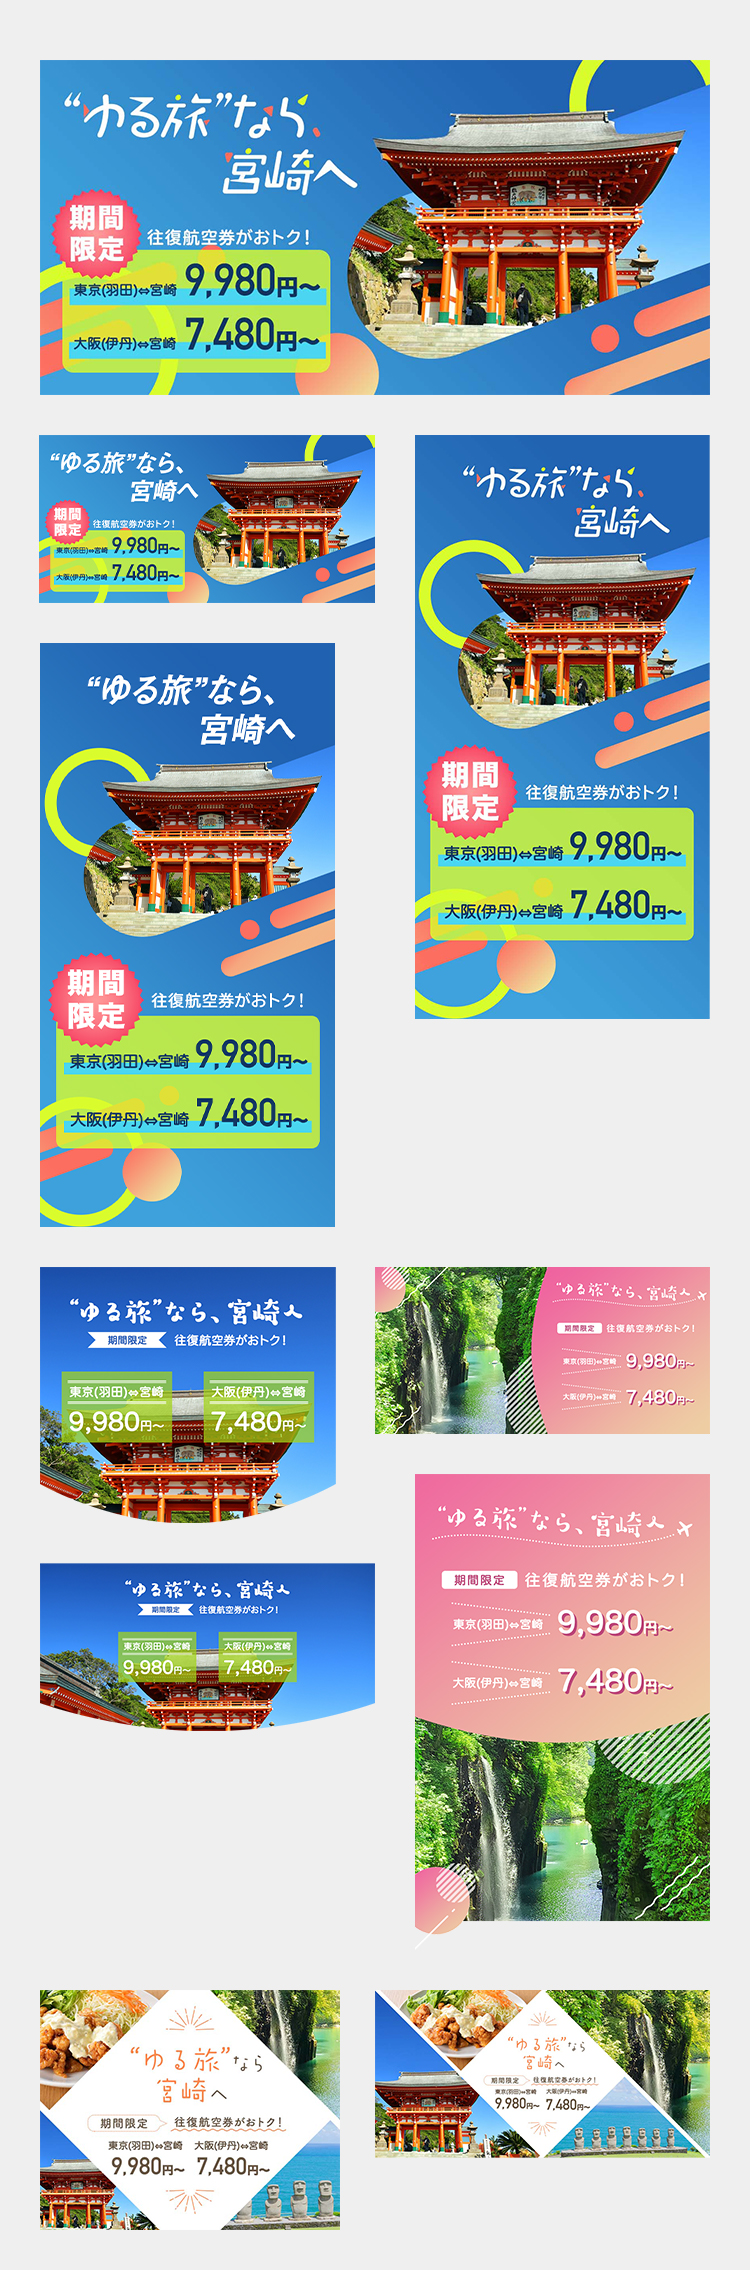 “ゆる旅”なら、
宮崎へ
期間
限定
往復航空券がおトク！
東京(羽田)⇔宮崎 9,980円〜
大阪(伊丹)⇔宮崎 7,480円〜
“ゆる旅”なら、
宮崎へ
期間
限定
往復航空券がおトク！
東京(羽田)⇔宮崎 9,980円〜
大阪(伊丹)⇔宮崎 7,480円〜
“ゆる旅”なら、
宮崎へ
期間
限定
往復航空券がおトク！
東京(羽田)⇔宮崎 9,980円〜
大阪(伊丹)⇔宮崎 7,480円〜
“ゆる旅”なら、
宮崎へ
期間
限定
往復航空券がおトク！
東京(羽田)⇔宮崎 9,980円〜
大阪(伊丹)⇔宮崎 7,480円〜
“ゆる旅”なら、宮崎へ
期間限定 往復航空券がおトク！
東京(羽田)⇔宮崎 大阪(伊丹)⇔宮崎
9,980円〜 7,480円〜
“ゆる旅”なら、宮崎へ
期間限定 往復航空券がおトク！
東京(羽田)⇔宮崎 9,980円〜
大阪(伊丹)⇔宮崎 7,480円〜
“ゆる旅”なら、宮崎へ
期間限定 往復航空券がおトク！
東京(羽田)⇔宮崎 9,980円〜
大阪(伊丹)⇔宮崎 7,480円〜
“ゆる旅”なら、宮崎へ
期間限定 往復航空券がおトク！
東京(羽田)⇔宮崎 大阪(伊丹)⇔宮崎
9,980円〜 7,480円〜
“ゆる旅”なら
宮崎へ
期間限定 往復航空券がおトク！
東京(羽田)⇔宮崎 大阪(伊丹)⇔宮崎
9,980円〜 7,480円〜
“ゆる旅”なら
宮崎へ
期間限定 往復航空券がおトク！
東京(羽田)⇔宮崎 大阪(伊丹)⇔宮崎
9,980円〜 7,480円〜